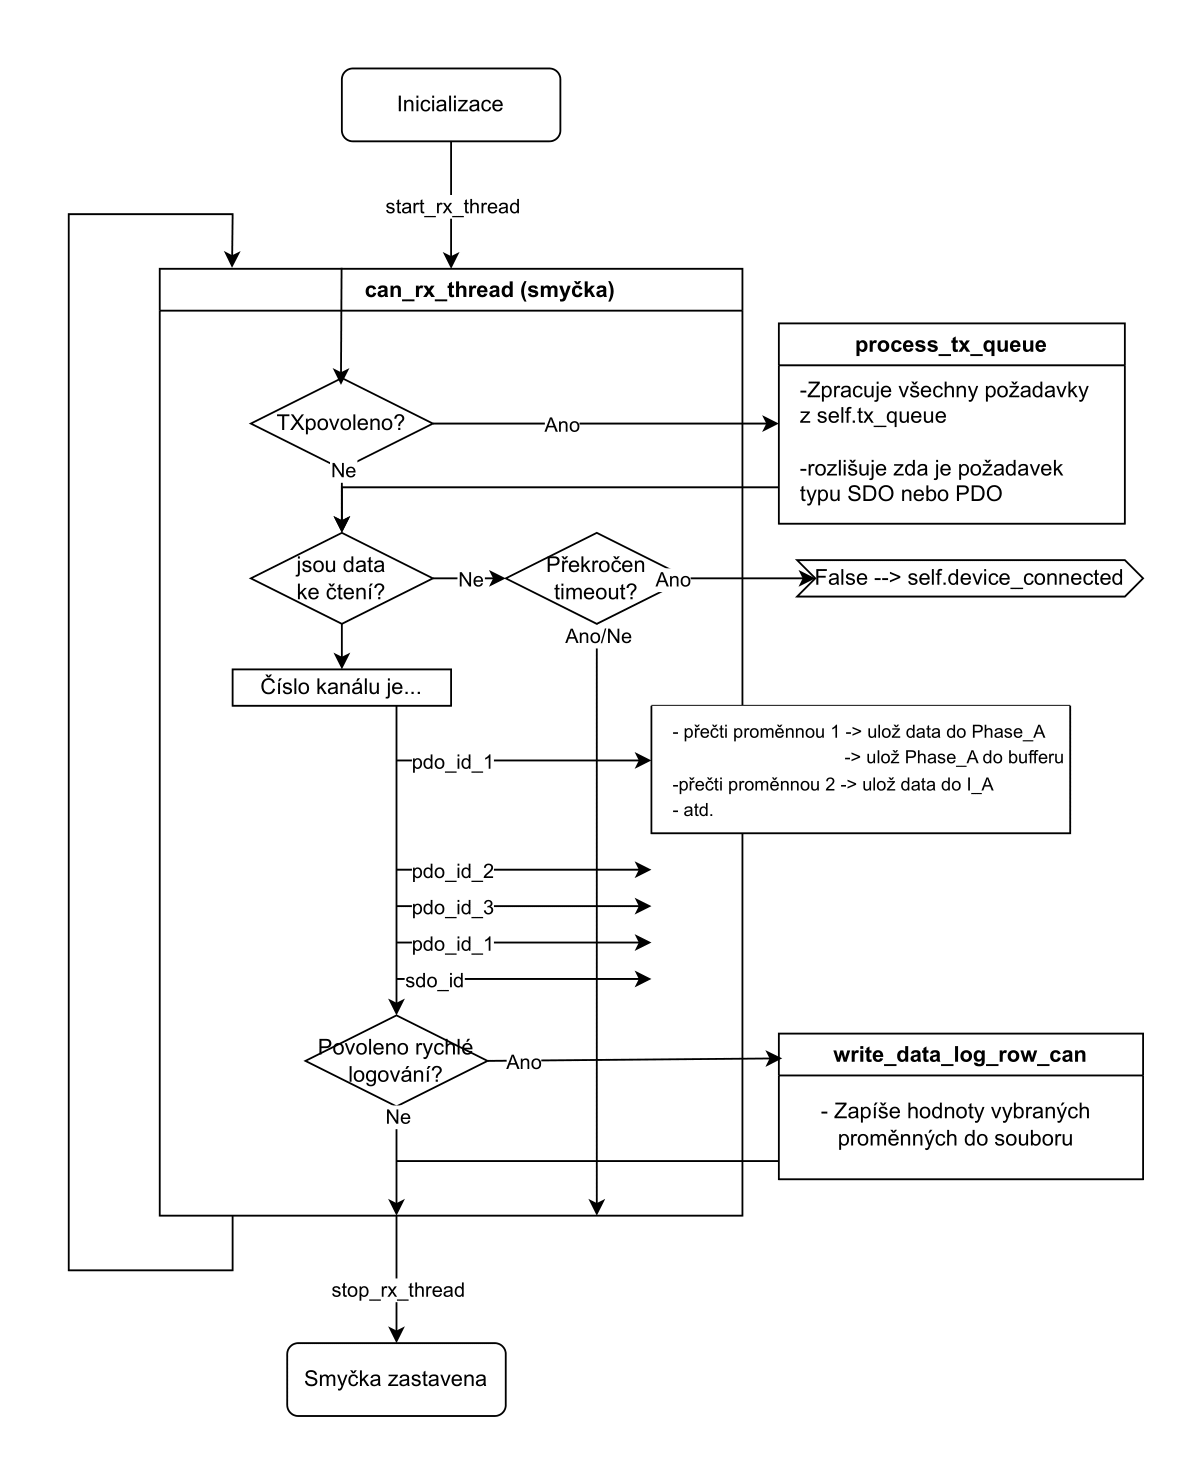 Inicializace
start_rx_thread
can_rx_thread (smyčka)
process_tx_queue
-Zpracuje všechny požadavky
z self.tx_queue
-rozlišuje zda je požadavek
typu SDO nebo PDO
TXpovoleno?
Ano
Ne
jsou data
ke čtení?
Ne
Překročen
timeout?
Ano
False --> self.device_connected
Ano/Ne
Číslo kanálu je...
- přečti proměnnou 1 -> ulož data do Phase_A
-> ulož Phase_A do bufferu
-přečti proměnnou 2 -> ulož data do I_A
- atd.
pdo_id_1
pdo_id_2
pdo_id_3
pdo_id_1
sdo_id
Povoleno rychlé
logování?
Ano
write_data_log_row_can
- Zapíše hodnoty vybraných
proměnných do souboru
Ne
stop_rx_thread
Smyčka zastavena